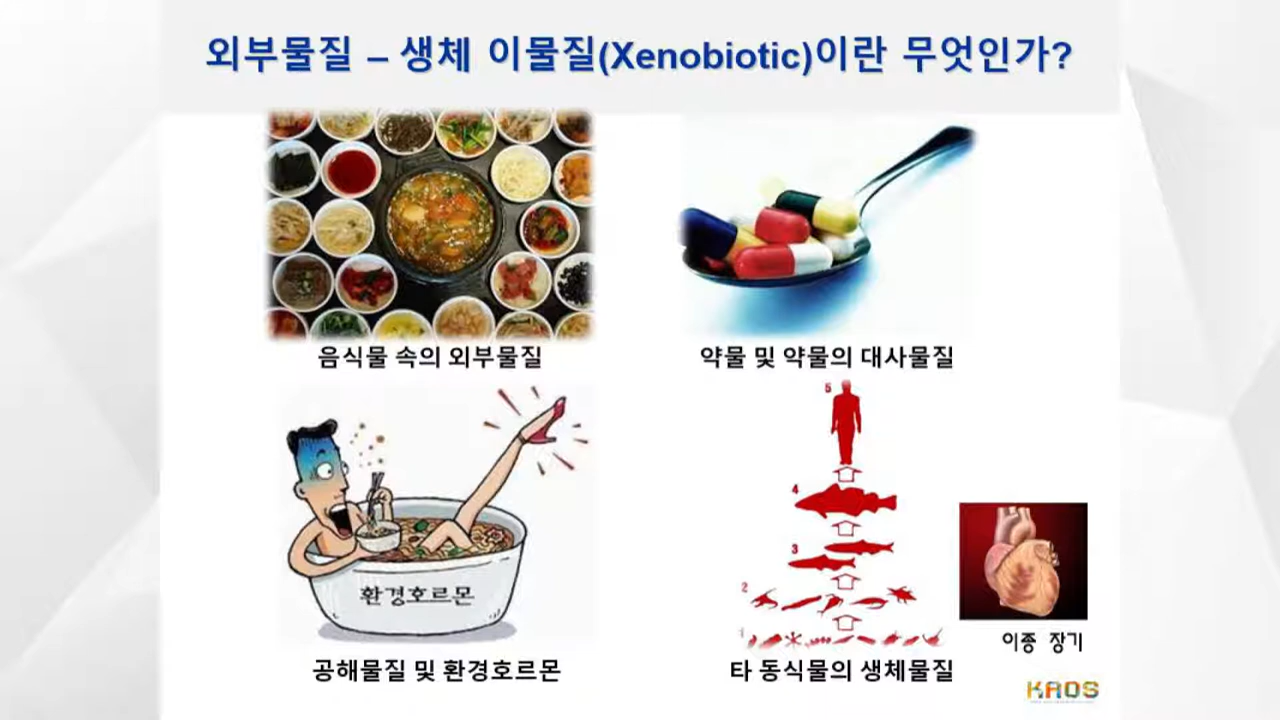 외부물질 – 생체 이물질(Xenobiotic)이란 무엇인가?
음식물 속의 외부물질
약물 및 약물의 대사물질
환경호르몬
공해물질 및 환경호르몬
5
4
3
2
1
타 동식물의 생체물질
이종 장기
KAOS